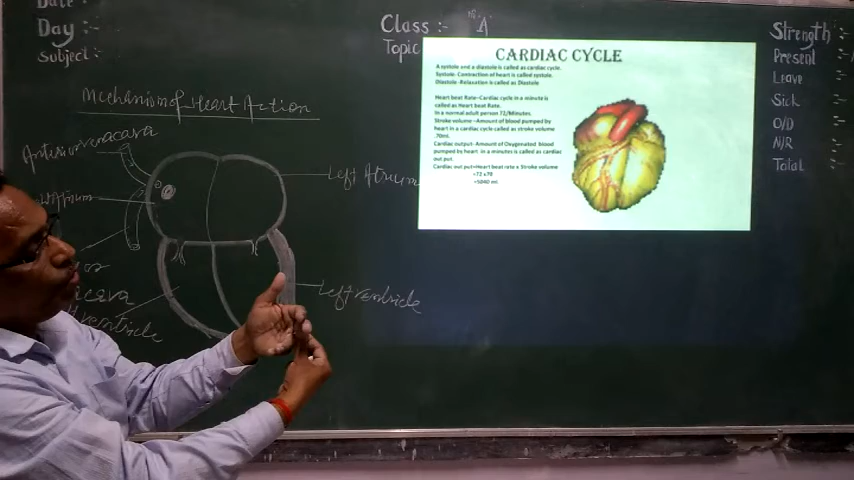 Date :-
Day :-
Subject :-
Class :- A
Topic
Strength :-
Present
Leave
Sick
O/D
N/R
Total
Mechanism of Heart Action
Left Atrium
Left ventricle
CARDIAC CYCLE
A systole and a diastole is called as cardiac cycle.
Systole- Contraction of heart is called systole.
Diastole -Relaxation is called as Diastole
Heart beat Rate-Cardiac cycle in a minute is
called as Heart beat Rate.
In a normal adult person 72/Minutes
Stroke volume -Amount of blood pumped by
heart in a cardiac cycle called as stroke volume
70ml.
Cardiac output- Amount of Oxygenated blood
pumped by heart in a minutes is called as cardiac
out put.
Cardiac out put=Heart beat rate x Stroke volume
=72 x70
=5040 ml